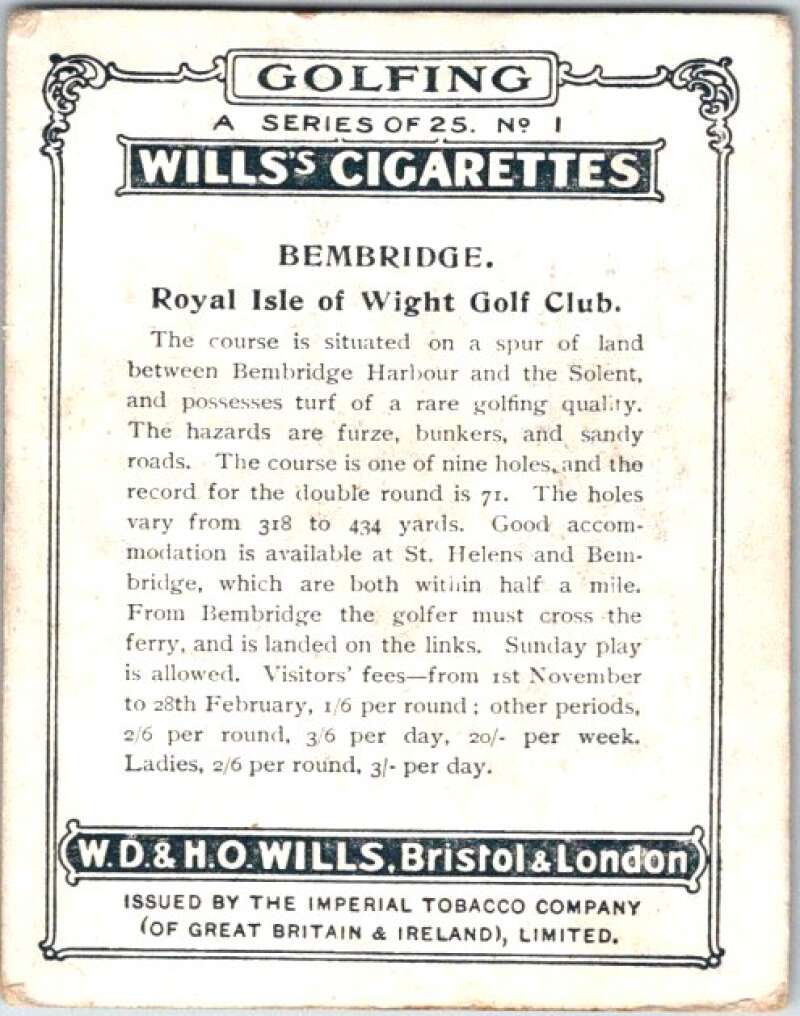 GOLFING
A SERIES OF 25. Nº 1
WILLS'S CIGARETTES
BEMBRIDGE.
Royal Isle of Wight Golf Club.
The course is situated on a spur of land
between Bembridge Harbour and the Solent,
and possesses turf of a rare golfing quality.
The hazards are furze, bunkers, and sandy
roads. The course is one of nine holes, and the
record for the double round is 71. The holes
vary from 318 to 434 yards. Good accom-
modation is available at St. Helens and Bem-
bridge, which are both within half a mile.
From Bembridge the golfer must cross the
ferry, and is landed on the links. Sunday play
is allowed. Visitors' fees—from 1st November
to 28th February, 1/6 per round; other periods,
2/6 per round, 3/6 per day, 20/- per week.
Ladies, 2/6 per round, 3/- per day.
W.D. & H.O. WILLS, Bristol & London
ISSUED BY THE IMPERIAL TOBACCO COMPANY
(OF GREAT BRITAIN & IRELAND), LIMITED.